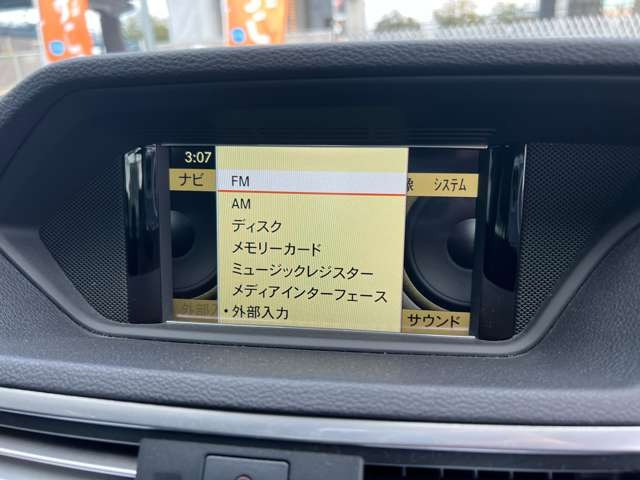 3:07
ナビ
システム
FM
AM
ディスク
メモリーカード
ミュージックレジスター
メディアインターフェース
・外部入力
外部
サウンド